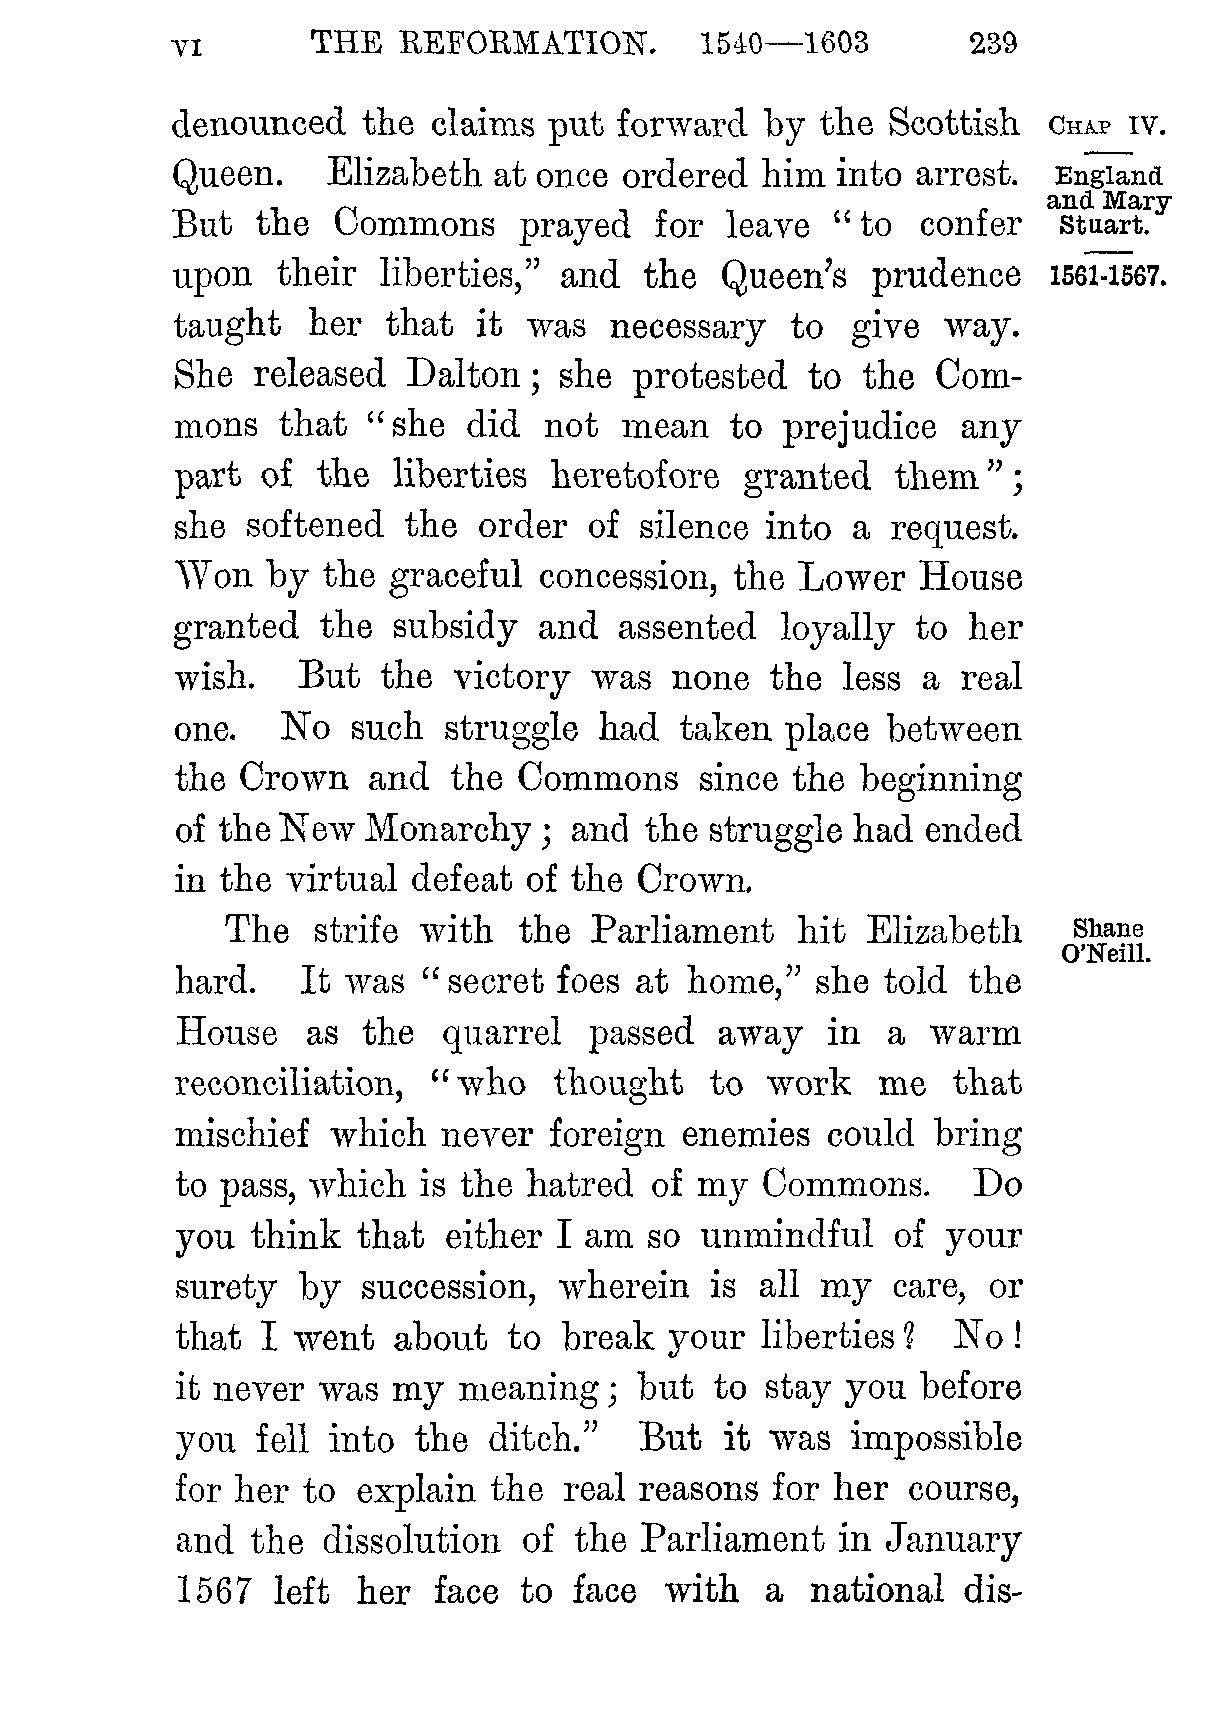 VI THE REFORMATION. 1540—1603 239
denounced the claims put forward by the Scottish
Queen. Elizabeth at once ordered him into arrest.
But the Commons prayed for leave “to confer
upon their liberties,” and the Queen’s prudence
taught her that it was necessary to give way.
She released Dalton; she protested to the Com-
mons that “she did not mean to prejudice any
part of the liberties heretofore granted them”;
she softened the order of silence into a request.
Won by the graceful concession, the Lower House
granted the subsidy and assented loyally to her
wish. But the victory was none the less a real
one. No such struggle had taken place between
the Crown and the Commons since the beginning
of the New Monarchy; and the struggle had ended
in the virtual defeat of the Crown.
The strife with the Parliament hit Elizabeth
hard. It was “secret foes at home,” she told the
House as the quarrel passed away in a warm
reconciliation, “who thought to work me that
mischief which never foreign enemies could bring
to pass, which is the hatred of my Commons. Do
you think that either I am so unmindful of your
surety by succession, wherein is all my care, or
that I went about to break your liberties? No!
it never was my meaning; but to stay you before
you fell into the ditch.” But it was impossible
for her to explain the real reasons for her course,
and the dissolution of the Parliament in January
1567 left her face to face with a national dis-
CHAP IV.
England
and Mary
Stuart.
1561-1567.
Shane
O’Neill.